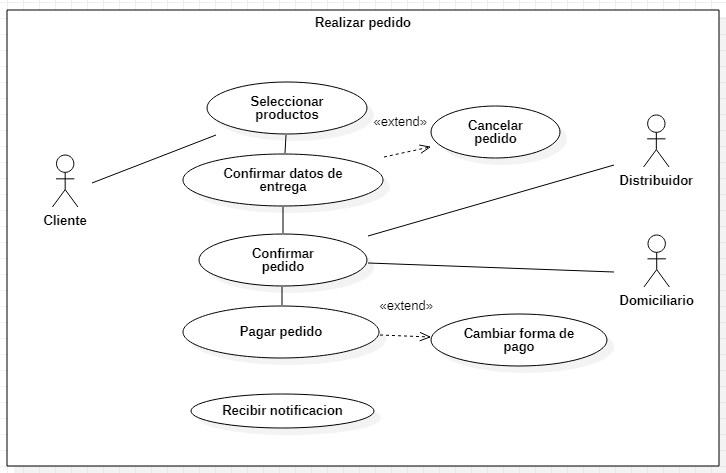 Realizar pedido
Seleccionar
productos
«extend»
Cancelar
pedido
Confirmar datos de
entrega
Cliente
Distribuidor
Confirmar
pedido
Domiciliario
«extend»
Pagar pedido
Cambiar forma de
pago
Recibir notificacion